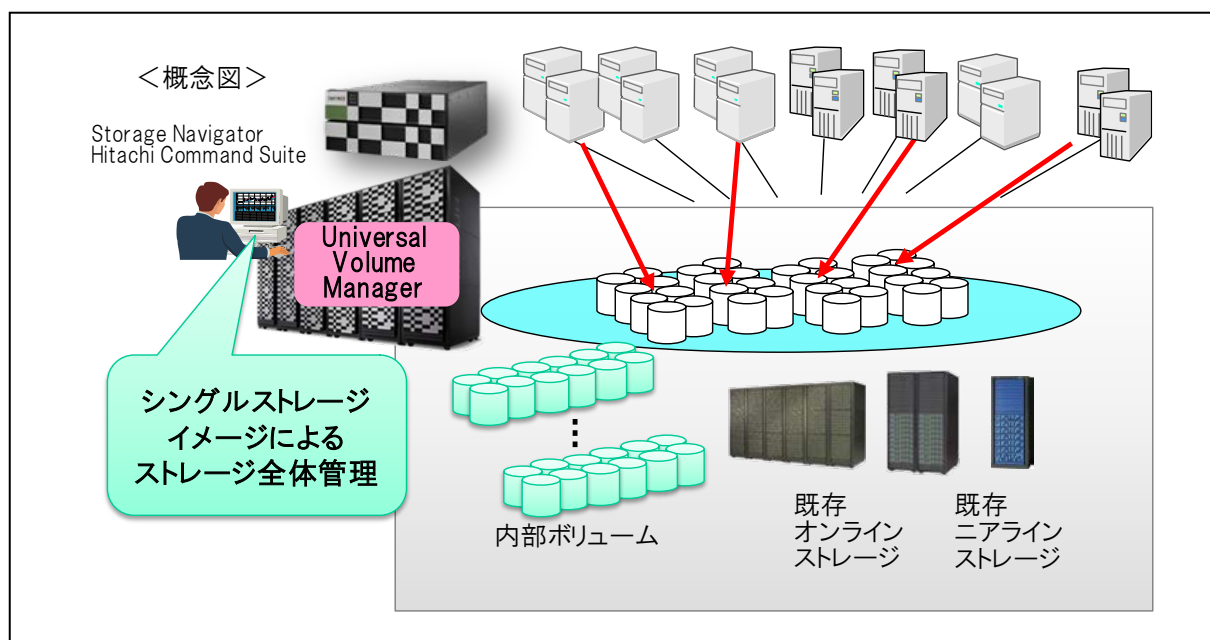 <概念図>
Storage Navigator
Hitachi Command Suite
Universal
Volume
Manager
シングルストレージ
イメージによる
ストレージ全体管理
内部ボリューム
既存
オンライン
ストレージ
既存
ニアライン
ストレージ